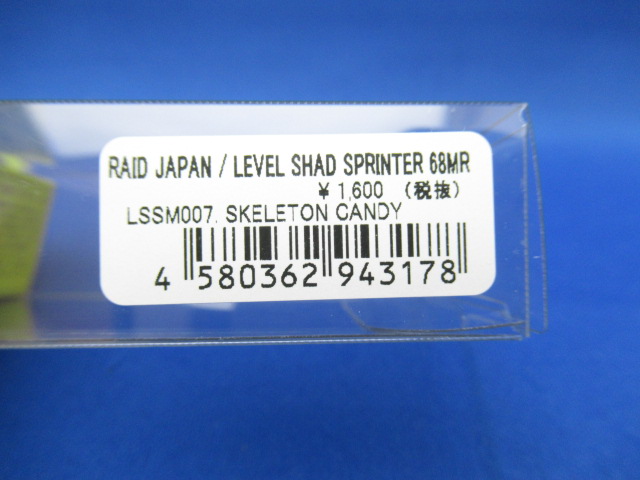 RAID JAPAN / LEVEL SHAD SPRINTER 68MR
¥ 1,600 (税抜)
LSSM007. SKELETON CANDY
4 580362 943178